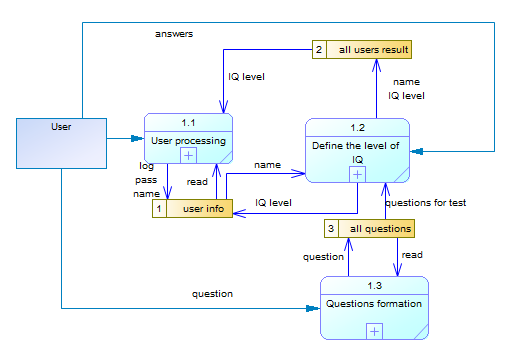 answers
2 all users result
IQ level
name
IQ level
User
1.1
User processing
1.2
Define the level of
IQ
log
pass
name
read
name
1 user info
IQ level
questions for test
3 all questions
question
read
1.3
Questions formation
question